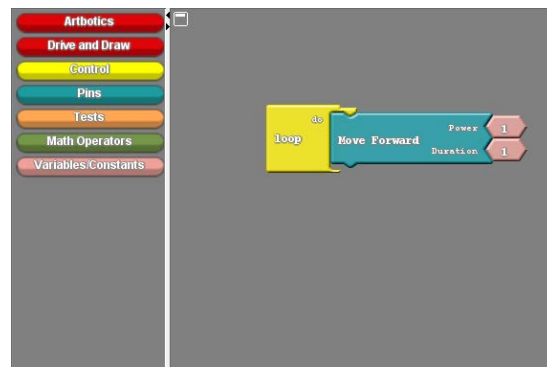 Artbotics
Drive and Draw
Control
Pins
Tests
Math Operators
Variables/Constants
do
loop
Move Forward
Power 1
Duration 1